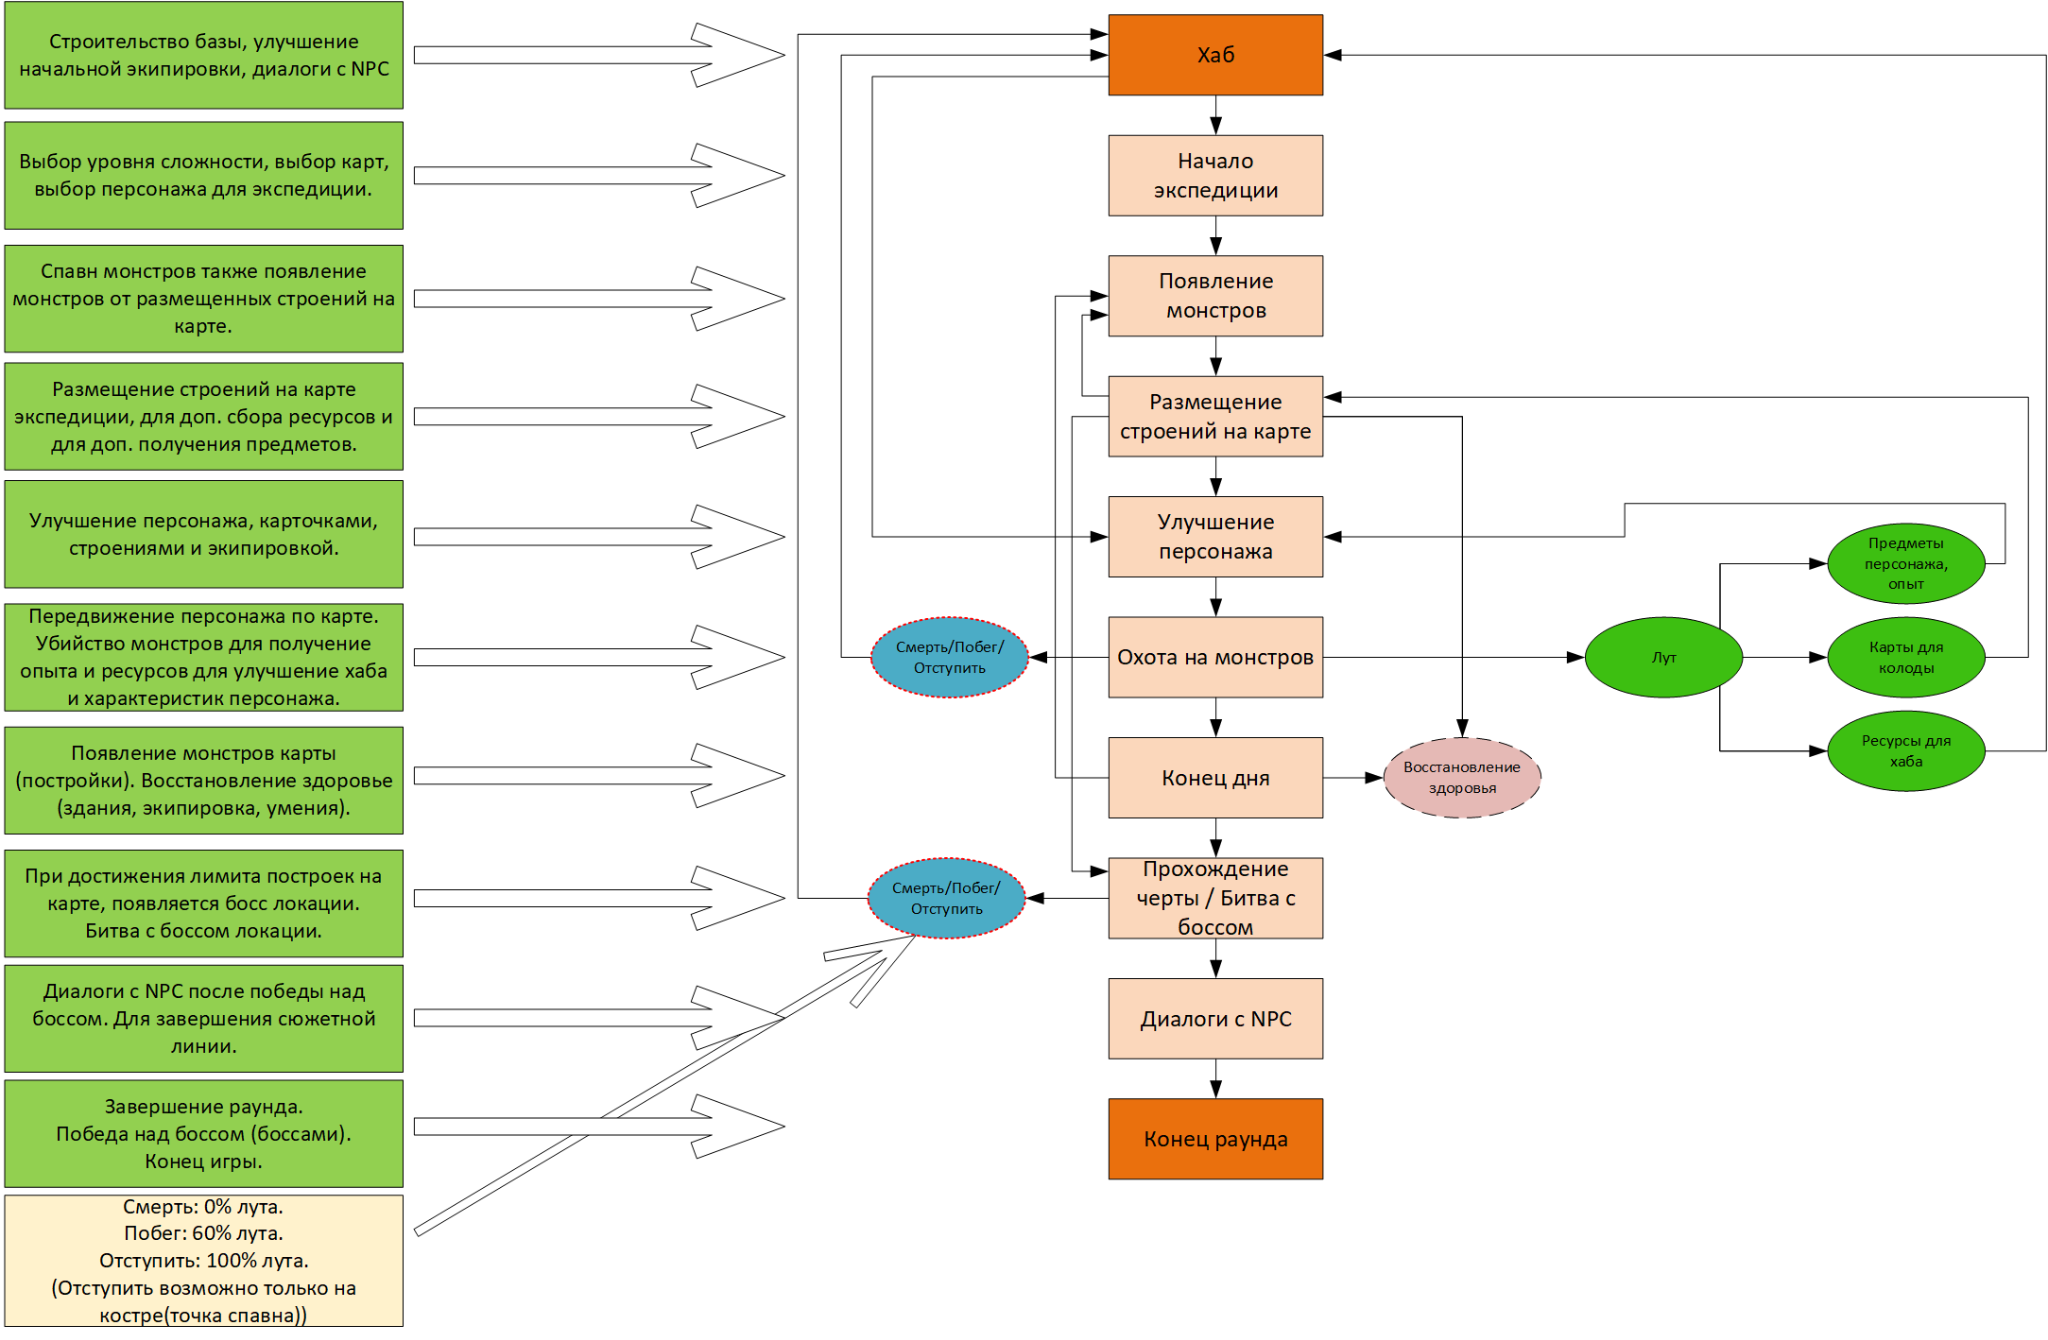 Строительство базы, улучшение
начальной экипировки, диалоги с NPC
Выбор уровня сложности, выбор карт,
выбор персонажа для экспедиции.
Спавн монстров также появление
монстров от размещенных строений на
карте.
Размещение строений на карте
экспедиции, для доп. сбора ресурсов и
для доп. получения предметов.
Улучшение персонажа, карточками,
строениями и экипировкой.
Передвижение персонажа по карте.
Убийство монстров для получение
опыта и ресурсов для улучшение хаба
и характеристик персонажа.
Появление монстров карты
(постройки). Восстановление здоровье
(здания, экипировка, умения).
При достижения лимита построек на
карте, появляется босс локации.
Битва с боссом локации.
Диалоги с NPC после победы над
боссом. Для завершения сюжетной
линии.
Завершение раунда.
Победа над боссом (боссами).
Конец игры.
Смерть: 0% лута.
Побег: 60% лута.
Отступить: 100% лута.
(Отступить возможно только на
костре(точка спавна))
Хаб
Начало
экспедиции
Появление
монстров
Размещение
строений на карте
Улучшение
персонажа
Охота на монстров
Конец дня
Прохождение
черты / Битва с
боссом
Диалоги с NPC
Конец раунда
Смерть/Побег/
Отступить
Смерть/Побег/
Отступить
Восстановление
здоровья
Лут
Предметы
персонажа,
опыт
Карты для
колоды
Ресурсы для
хаба